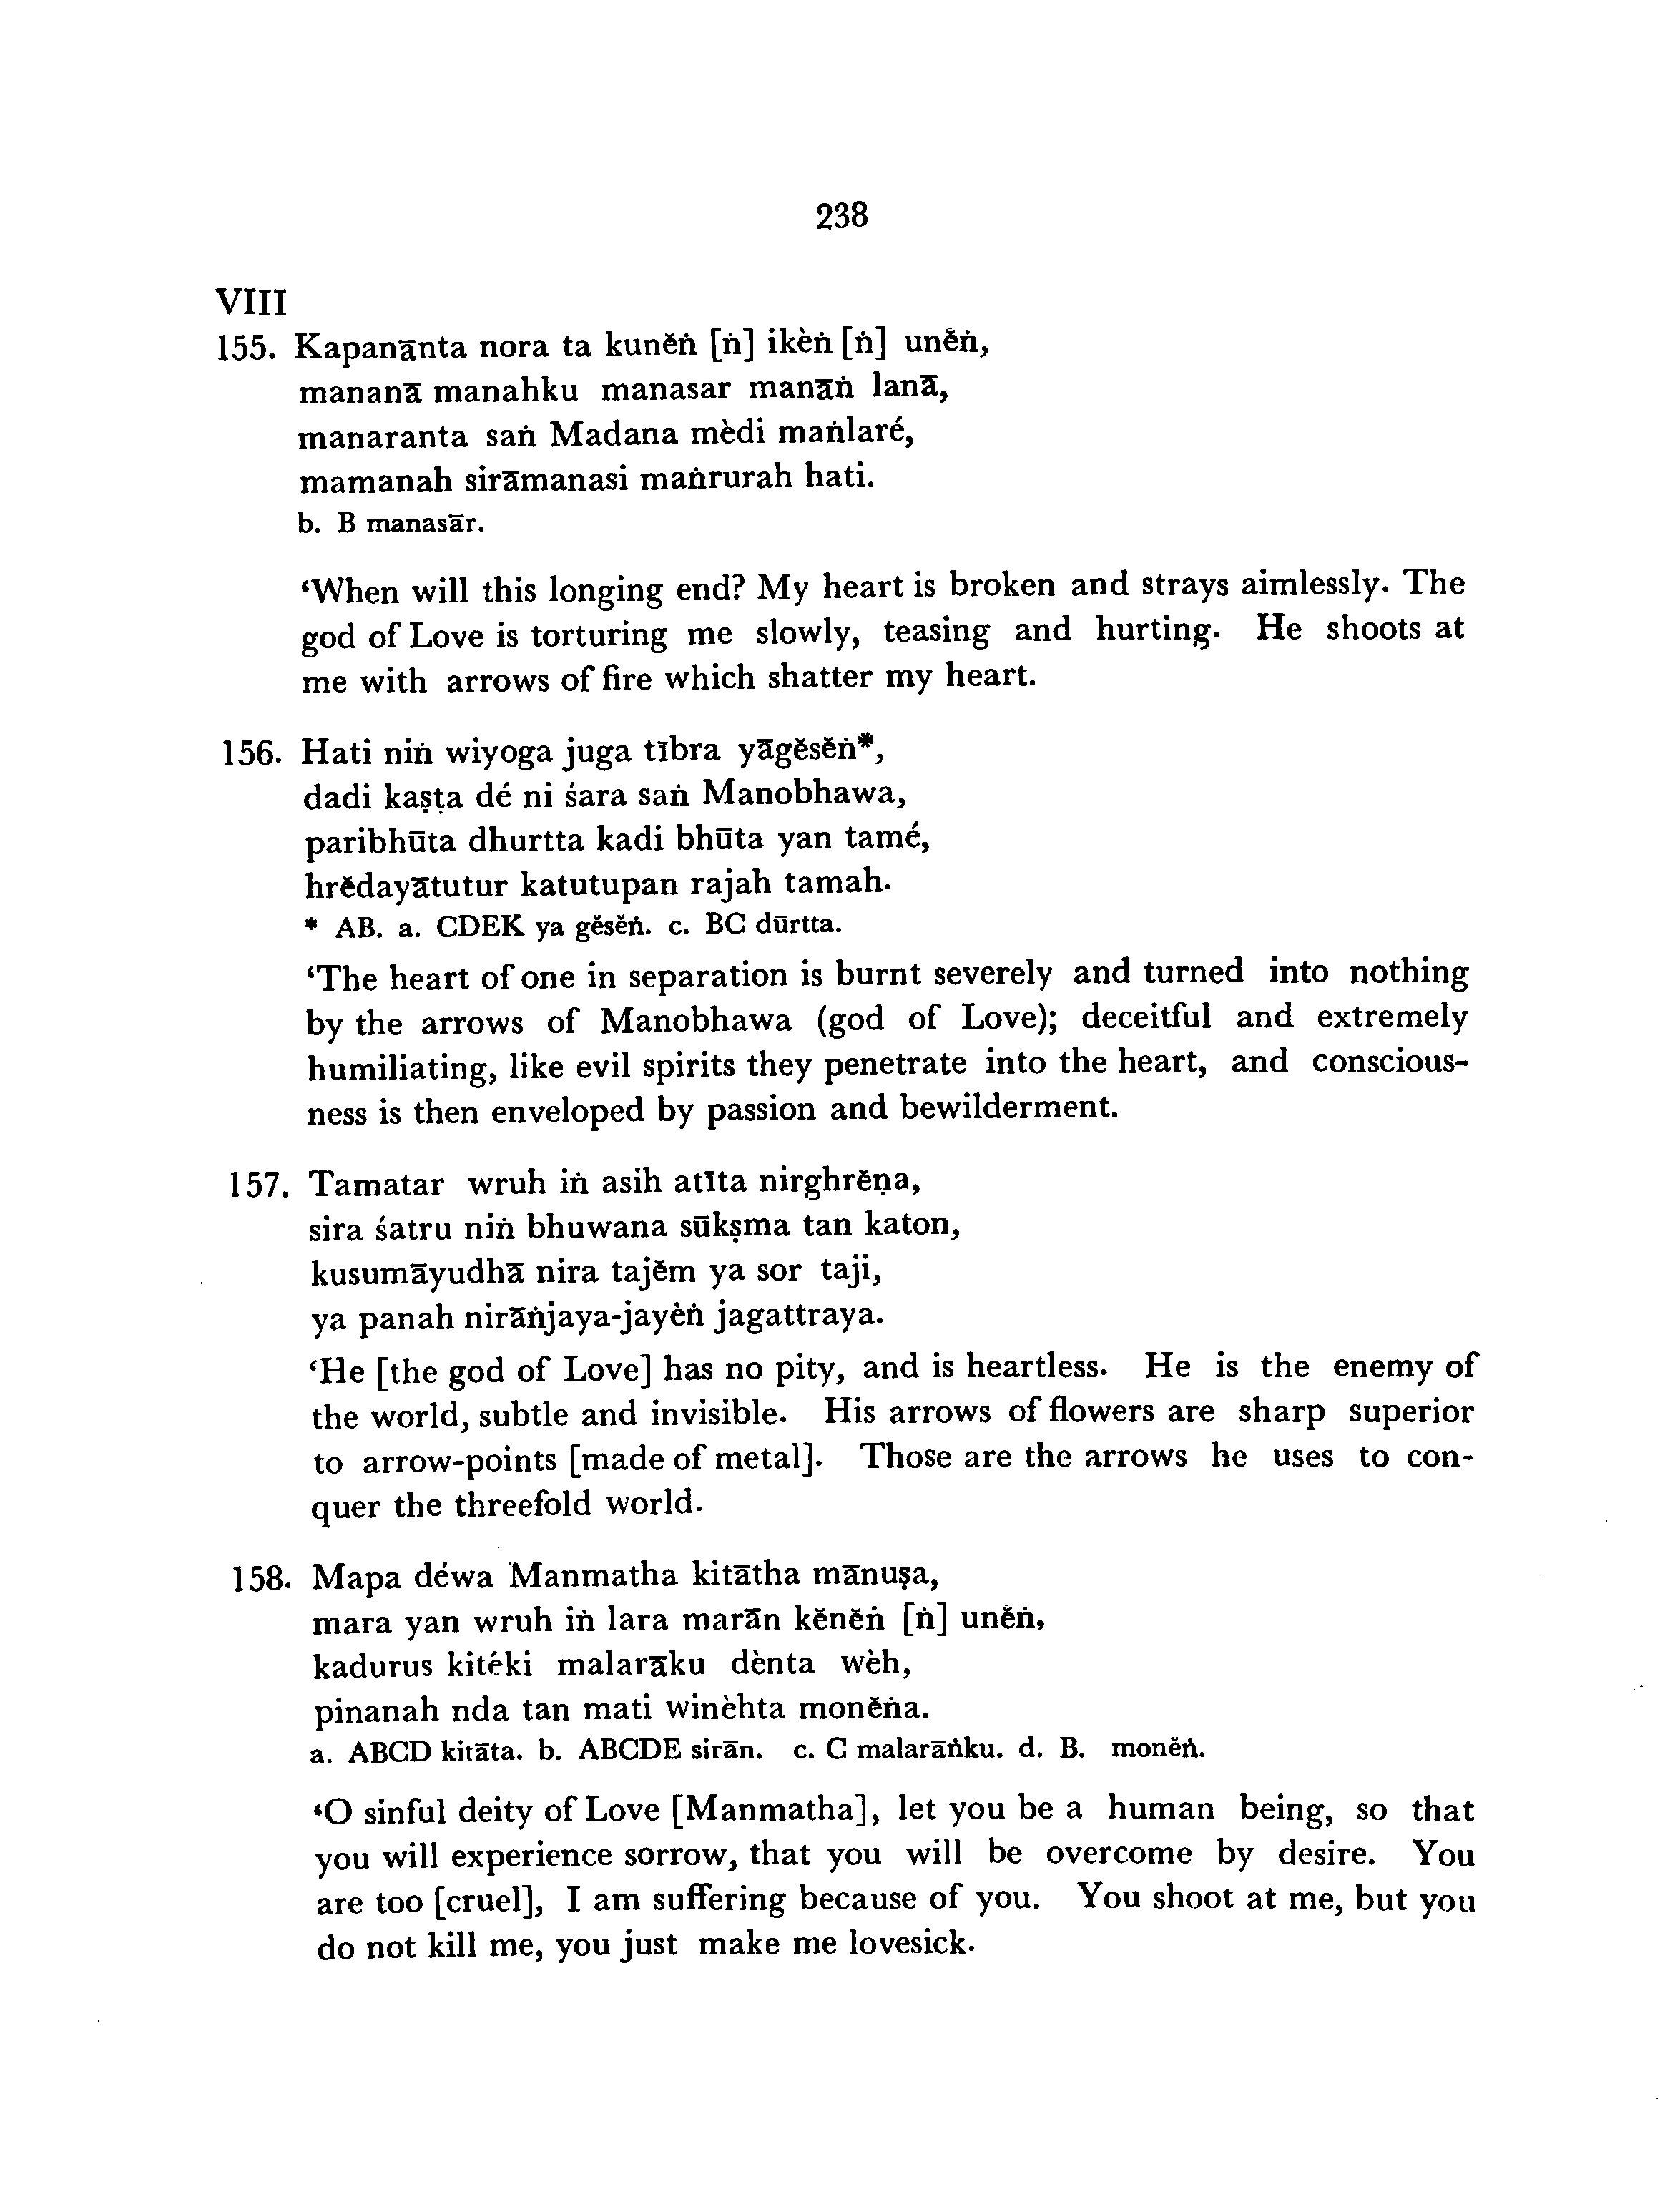 238
VIII
155. Kapanānta nora ta kunĕṅ [ṅ] ikèṅ [ṅ] unĕṅ,
mananā manahku manasar manāṅ lanā,
manaranta saṅ Madana mèdi maṅlaré,
mamanah sirāmanasi maṅrurah hati.
b. B manasār.
‘When will this longing end? My heart is broken and strays aimlessly. The
god of Love is torturing me slowly, teasing and hurting. He shoots at
me with arrows of fire which shatter my heart.
156. Hati niṅ wiyoga juga tībra yāgĕsĕṅ*,
dadi kaṣṭa dé ni śara saṅ Manobhawa,
paribhūta dhurtta kadi bhūta yan tamé,
hrĕdayātutur katutupan rajah tamah.
* AB. a. CDEK ya gĕsĕṅ. c. BC dūrtta.
‘The heart of one in separation is burnt severely and turned into nothing
by the arrows of Manobhawa (god of Love); deceitful and extremely
humiliating, like evil spirits they penetrate into the heart, and conscious-
ness is then enveloped by passion and bewilderment.
157. Tamatar wruh iṅ asih atīta nirghrĕṇa,
sira śatru niṅ bhuwana sūkṣma tan katon,
kusumāyudhā nira tajĕm ya sor taji,
ya panah nirāṅjaya-jayèṅ jagattraya.
‘He [the god of Love] has no pity, and is heartless. He is the enemy of
the world, subtle and invisible. His arrows of flowers are sharp superior
to arrow-points [made of metal]. Those are the arrows he uses to con-
quer the threefold world.
158. Mapa déwa Manmatha kitātha mānuṣa,
mara yan wruh iṅ lara marān kĕnĕṅ [ṅ] unĕṅ,
kadurus kitéki malarāku dènta wèh,
pinanah nda tan mati winèhta monĕṅa.
a. ABCD kitāta. b. ABCDE sirān. c. C malarāṅku. d. B. monĕṅ.
‘O sinful deity of Love [Manmatha], let you be a human being, so that
you will experience sorrow, that you will be overcome by desire. You
are too [cruel], I am suffering because of you. You shoot at me, but you
do not kill me, you just make me lovesick.